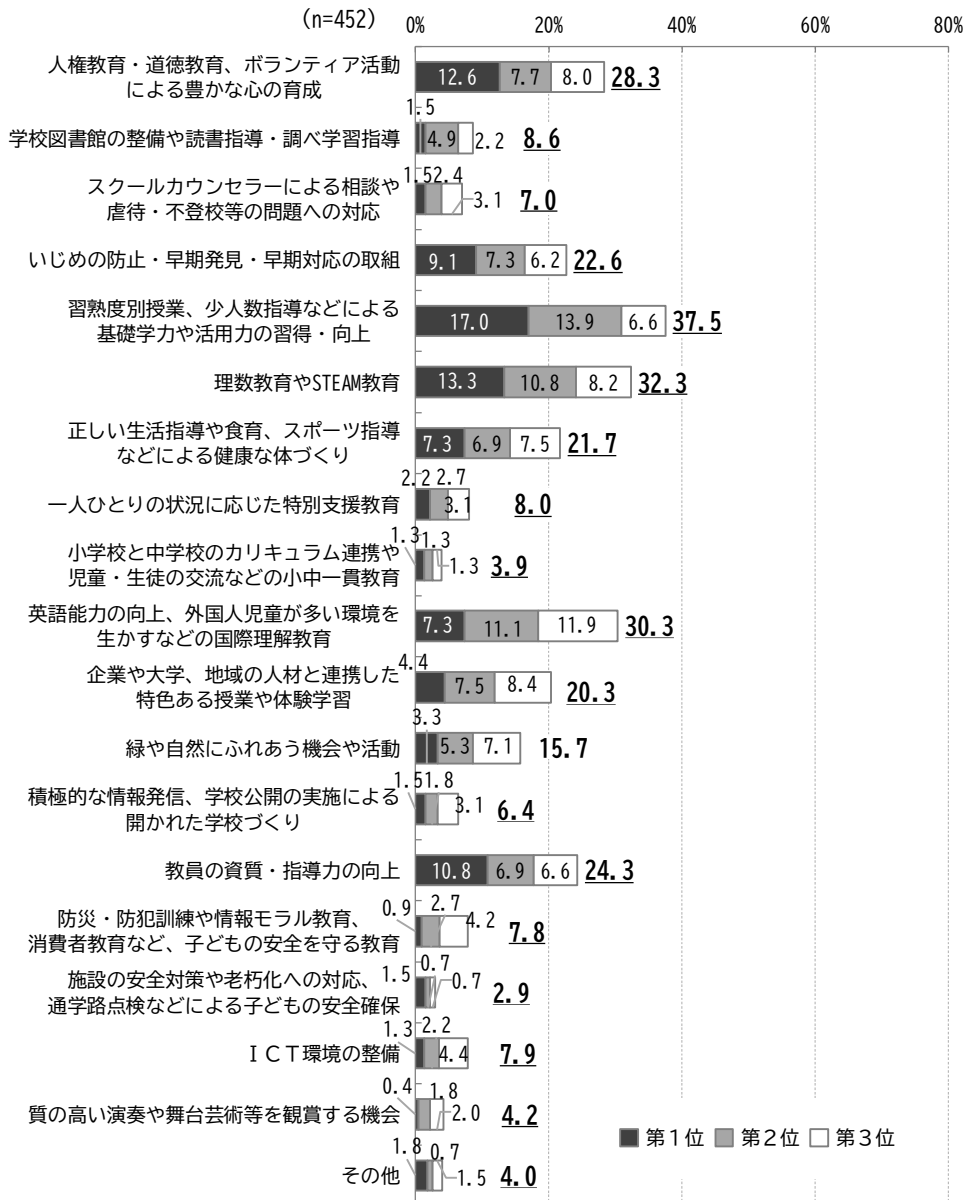 (n=452)
0% 20% 40% 60% 80%
人権教育・道徳教育、ボランティア活動
による豊かな心の育成
12.6 7.7 8.0 28.3
学校図書館の整備や読書指導・調べ学習指導
1.5 4.9 2.2 8.6
スクールカウンセラーによる相談や
虐待・不登校等の問題への対応
1.5 2.4 3.1 7.0
いじめの防止・早期発見・早期対応の取組
9.1 7.3 6.2 22.6
習熟度別授業、少人数指導などによる
基礎学力や活用力の習得・向上
17.0 13.9 6.6 37.5
理数教育やSTEAM教育
13.3 10.8 8.2 32.3
正しい生活指導や食育、スポーツ指導
などによる健康な体づくり
7.3 6.9 7.5 21.7
一人ひとりの状況に応じた特別支援教育
2.2 2.7 3.1 8.0
小学校と中学校のカリキュラム連携や
児童・生徒の交流などの小中一貫教育
1.3 1.3 1.3 3.9
英語能力の向上、外国人児童が多い環境を
生かすなどの国際理解教育
7.3 11.1 11.9 30.3
企業や大学、地域の人材と連携した
特色ある授業や体験学習
4.4 7.5 8.4 20.3
緑や自然にふれあう機会や活動
3.3 5.3 7.1 15.7
積極的な情報発信、学校公開の実施による
開かれた学校づくり
1.5 1.8 3.1 6.4
教員の資質・指導力の向上
10.8 6.9 6.6 24.3
防災・防犯訓練や情報モラル教育、
消費者教育など、子どもの安全を守る教育
0.9 2.7 4.2 7.8
施設の安全対策や老朽化への対応、
通学路点検などによる子どもの安全確保
1.5 0.7 0.7 2.9
ＩＣＴ環境の整備
1.3 2.2 4.4 7.9
質の高い演奏や舞台芸術等を観賞する機会
0.4 1.8 2.0 4.2
その他
1.8 0.7 1.5 4.0
第1位 第2位 第3位